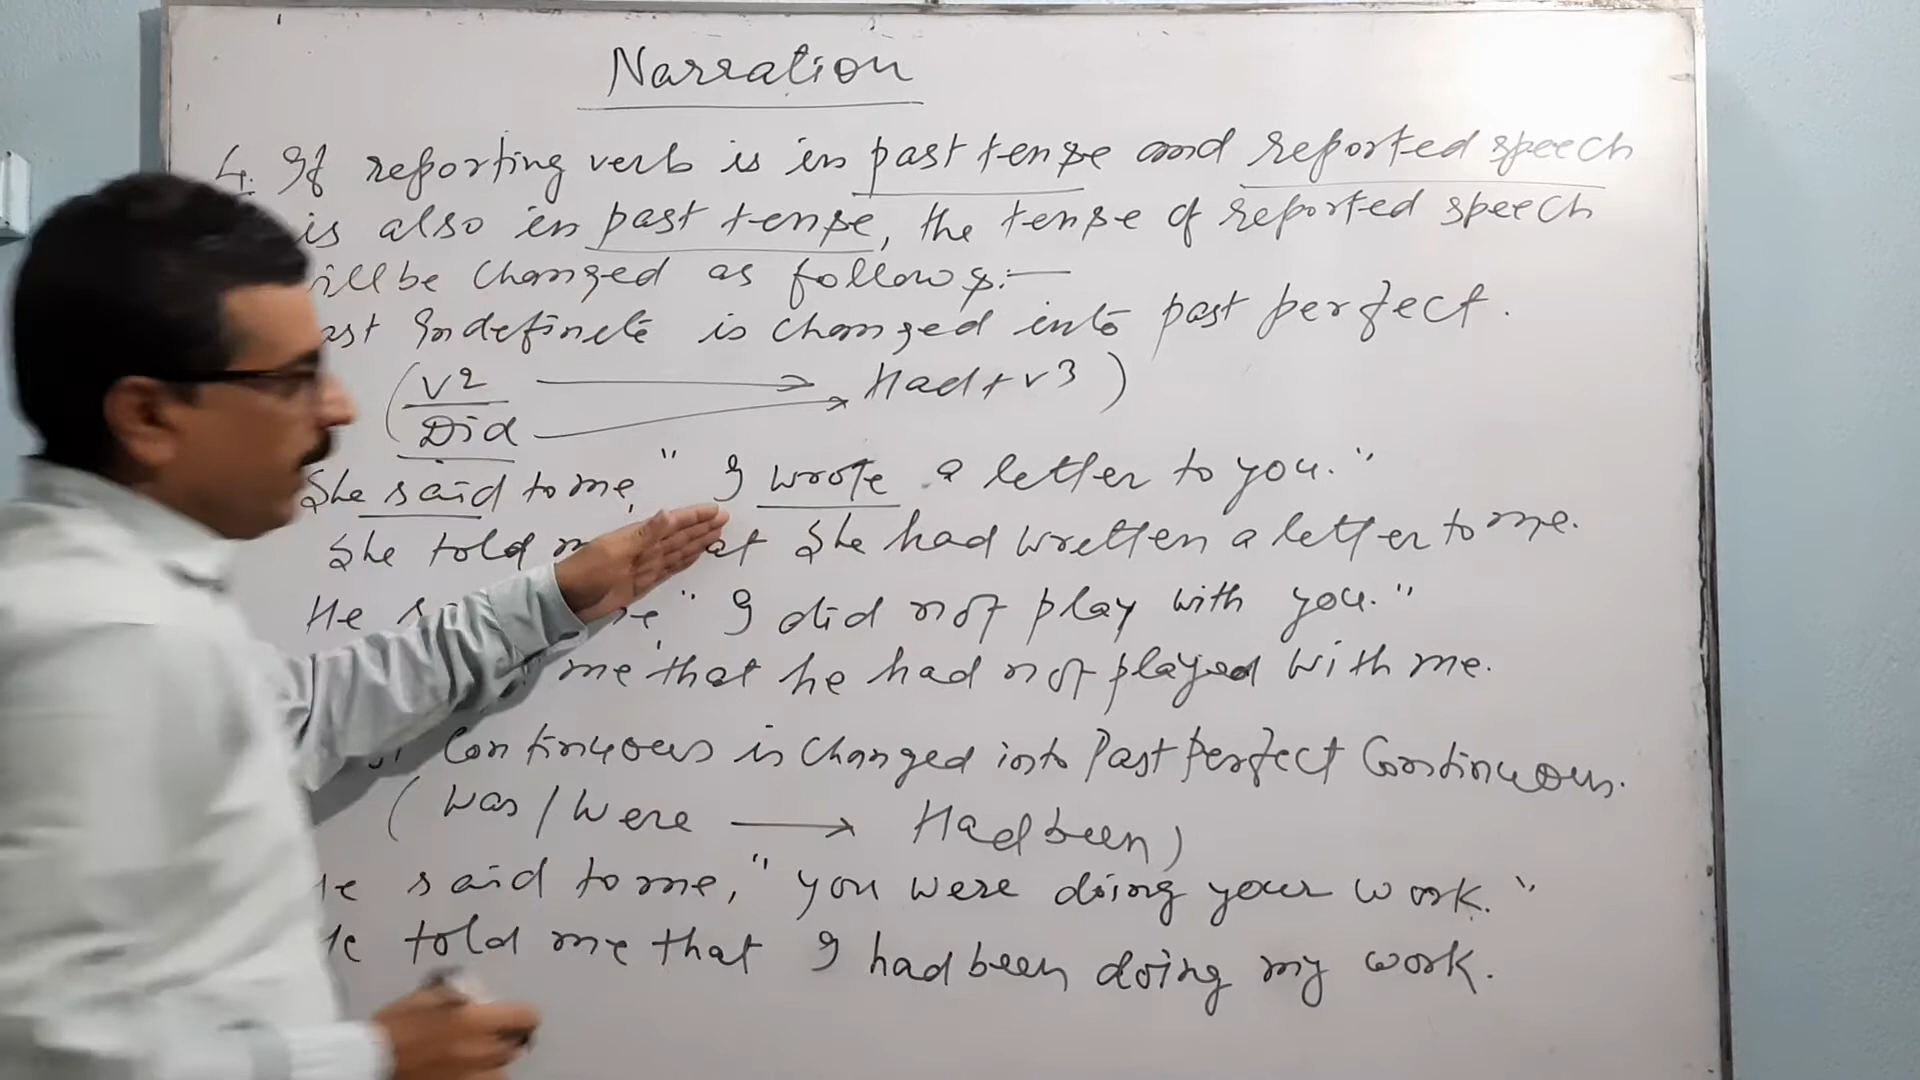 Narration
4. If reporting verb is in past tense and reported speech
is also in past tense, the tense of reported speech
ill be changed as follows:—
ast Indefinite is changed into past perfect.
(V2 → Had + V3)
Did
She said to me, " I wrote a letter to you."
She told at She had written a letter to me.
He " I did not play with you."
me that he had not played with me.
Continuous is changed into Past Perfect Continuous.
(Was/Were → Had been)
He said to me, "you were doing your work."
He told me that I had been doing my work.